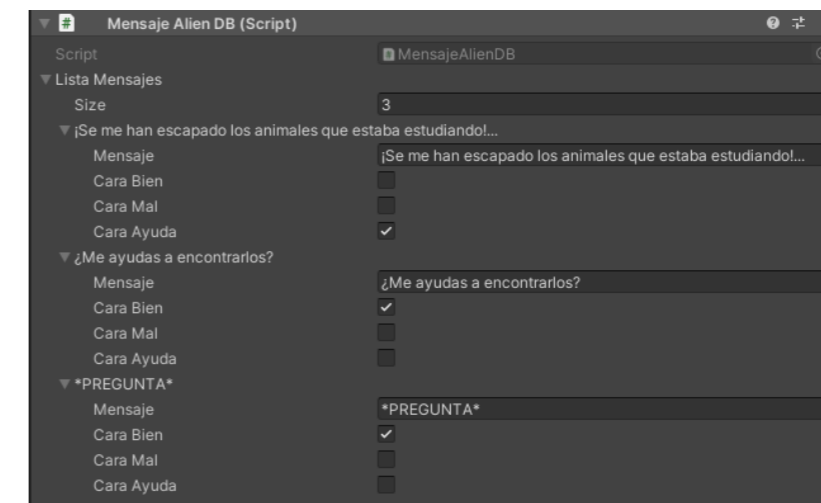 Mensaje Alien DB (Script)
Script MensajeAlienDB
Lista Mensajes
Size 3
¡Se me han escapado los animales que estaba estudiando!...
Mensaje ¡Se me han escapado los animales que estaba estudiando!...
Cara Bien
Cara Mal
Cara Ayuda
¿Me ayudas a encontrarlos?
Mensaje ¿Me ayudas a encontrarlos?
Cara Bien
Cara Mal
Cara Ayuda
*PREGUNTA*
Mensaje *PREGUNTA*
Cara Bien
Cara Mal
Cara Ayuda